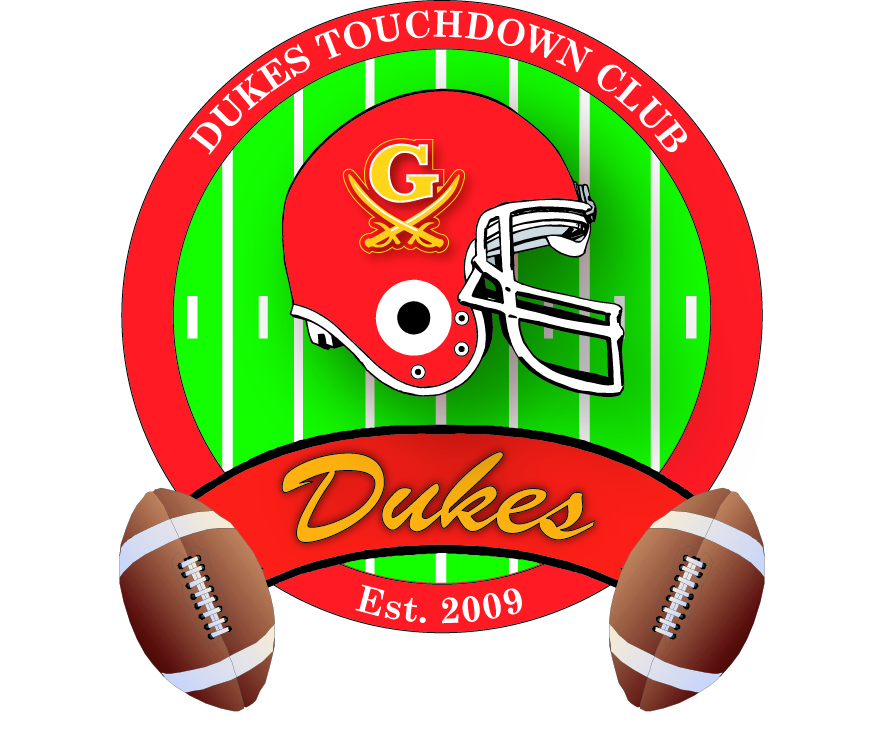 DUKES TOUCHDOWN CLUB
G
Dukes
Est. 2009